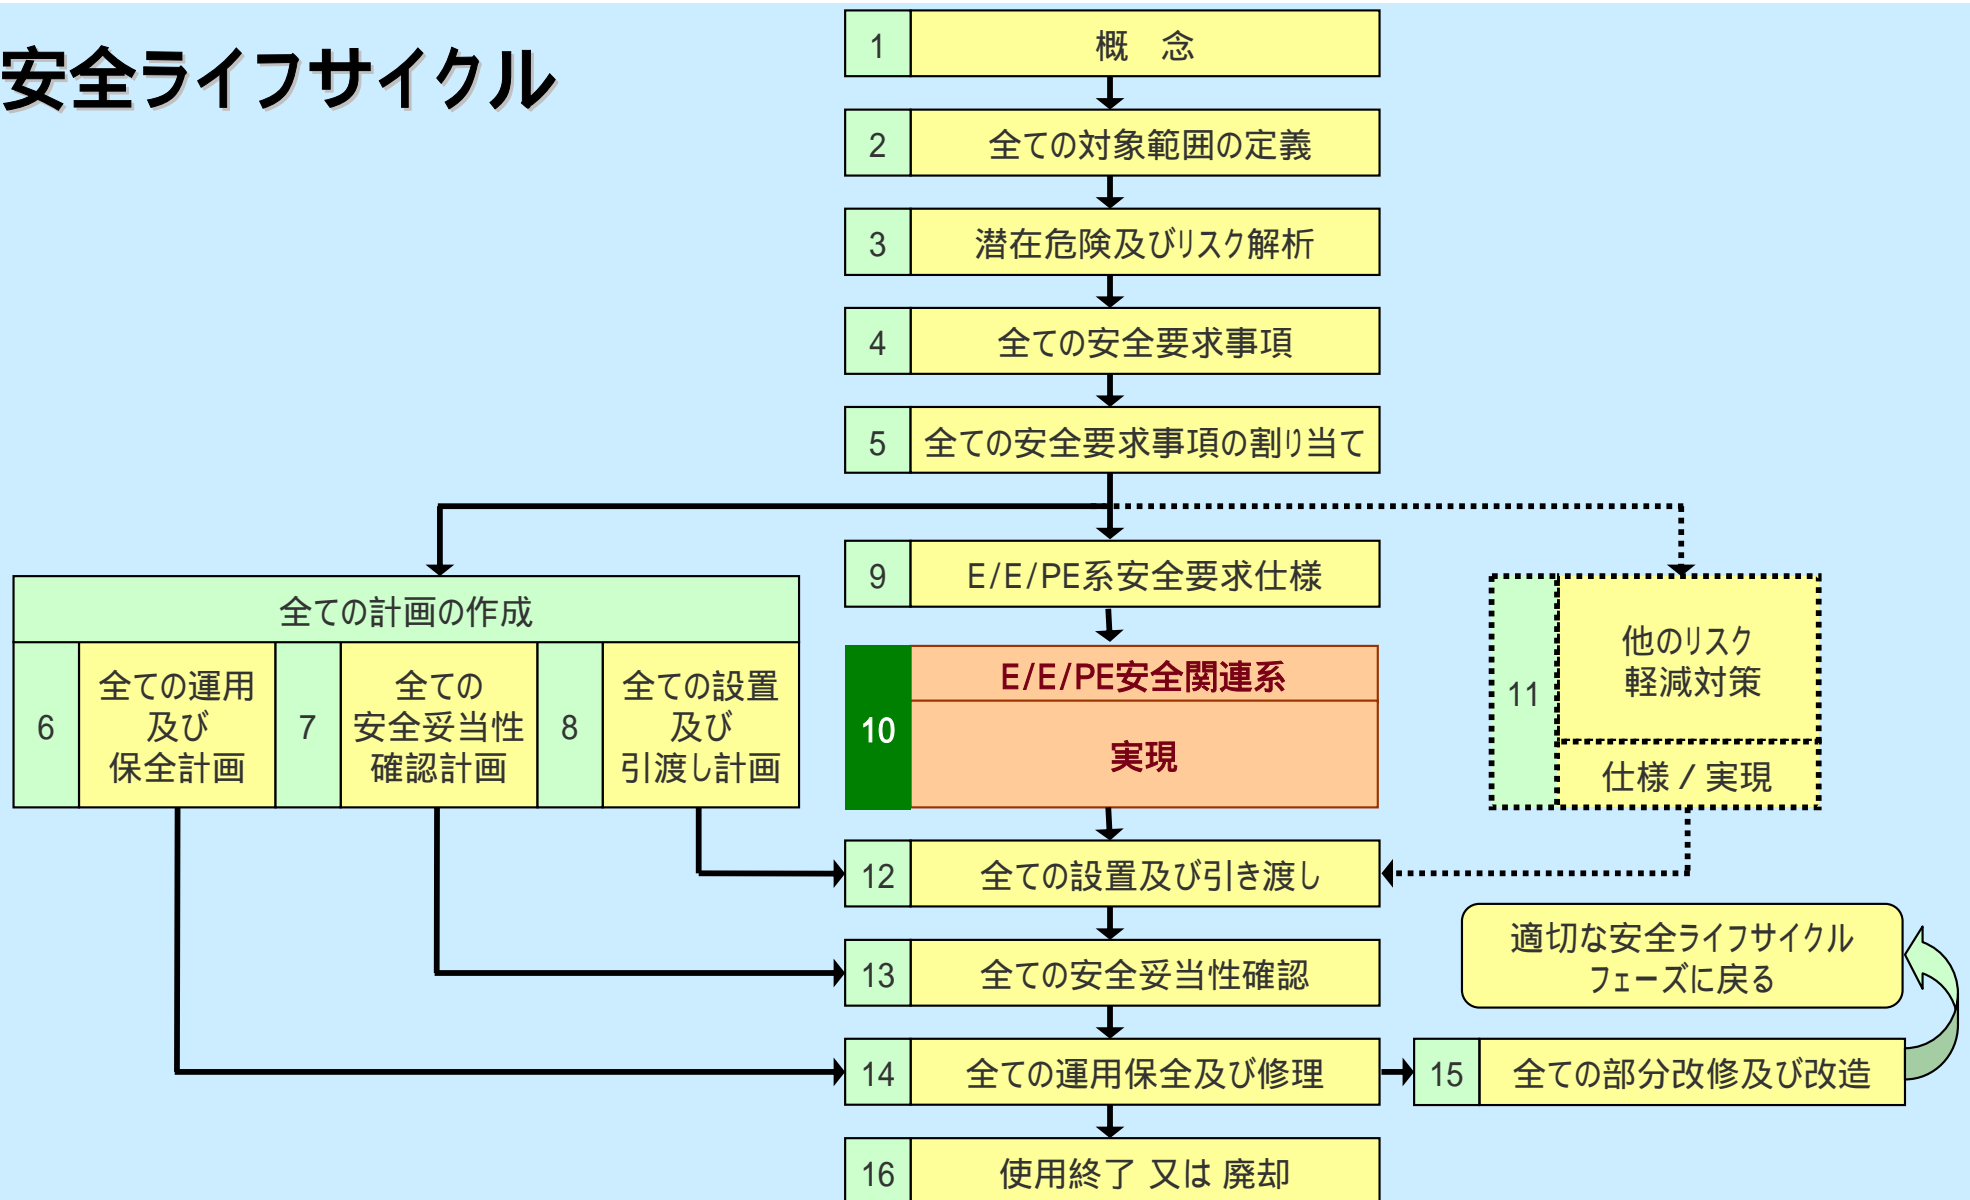 安全ライフサイクル
1 概　念
2 全ての対象範囲の定義
3 潜在危険及びリスク解析
4 全ての安全要求事項
5 全ての安全要求事項の割り当て
全ての計画の作成
6 全ての運用
及び
保全計画
7 全ての
安全妥当性
確認計画
8 全ての設置
及び
引渡し計画
9 E/E/PE系安全要求仕様
10 E/E/PE安全関連系
実現
11 他のリスク
軽減対策
仕様 / 実現
12 全ての設置及び引き渡し
13 全ての安全妥当性確認
14 全ての運用保全及び修理
15 全ての部分改修及び改造
適切な安全ライフサイクル
フェーズに戻る
16 使用終了 又は 廃却